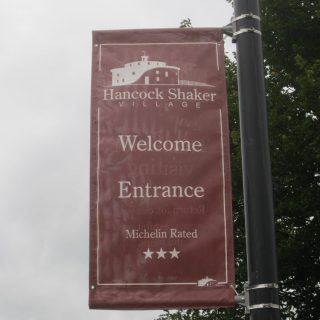 Hancock Shaker
VILLAGE
Welcome
Entrance
Michelin Rated
★★★